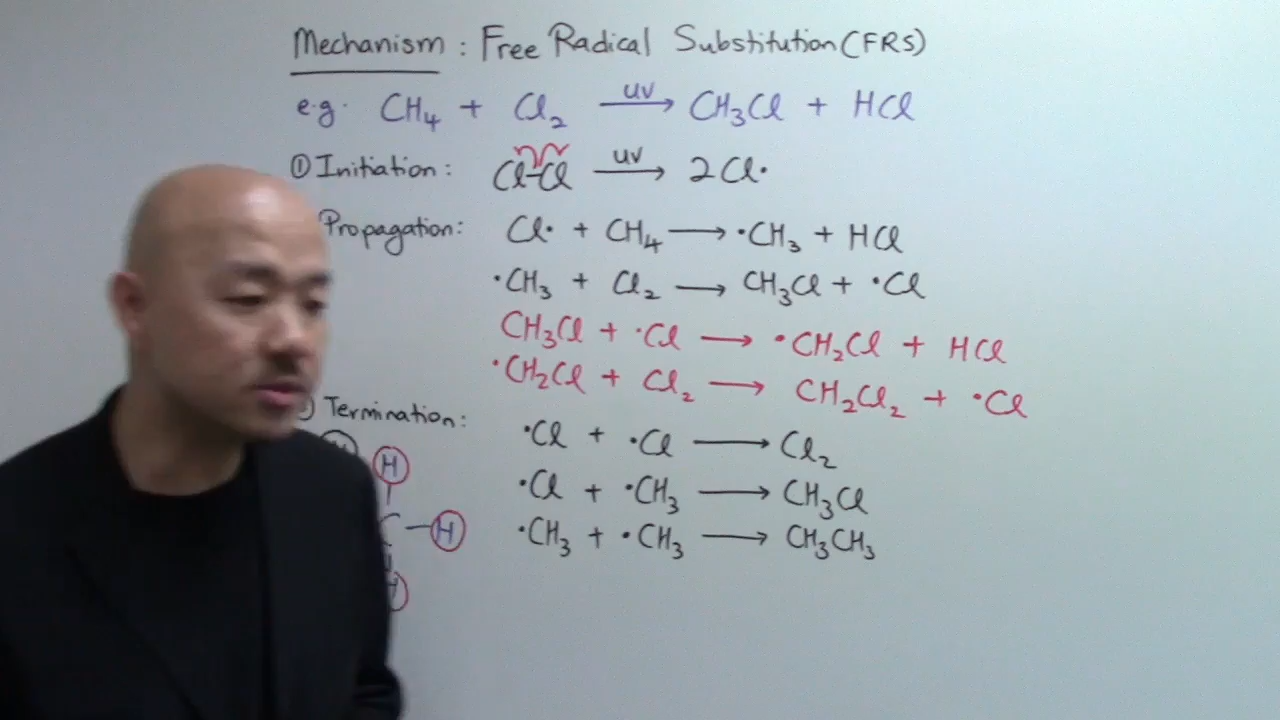 Mechanism : Free Radical Substitution (FRS)
e.g. CH₄ + Cl₂ —uv→ CH₃Cl + HCl
① Initiation : Cl–Cl —uv→ 2Cl•
Propagation: Cl• + CH₄ → •CH₃ + HCl
•CH₃ + Cl₂ → CH₃Cl + •Cl
CH₃Cl + •Cl → •CH₂Cl + HCl
•CH₂Cl + Cl₂ → CH₂Cl₂ + •Cl
Termination: •Cl + •Cl → Cl₂
•Cl + •CH₃ → CH₃Cl
•CH₃ + •CH₃ → CH₃CH₃
H
C – H
H